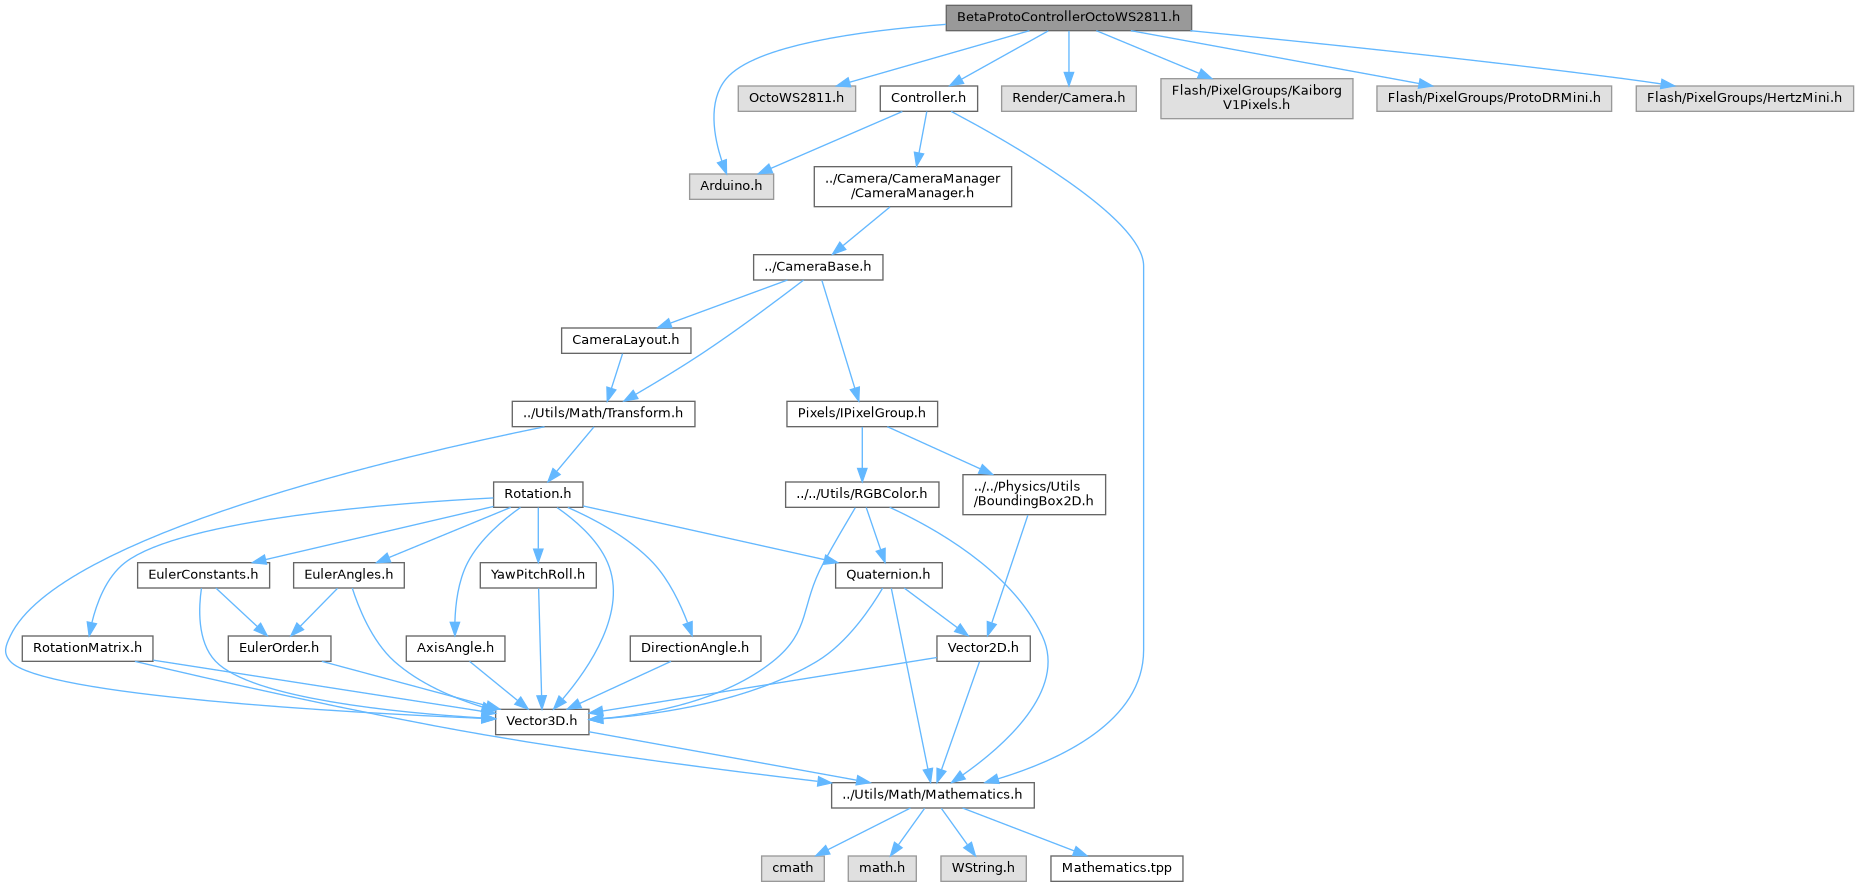 BetaProtoControllerOctoWS2811.h
OctoWS2811.h
Controller.h
Render/Camera.h
Flash/PixelGroups/Kaiborg
V1Pixels.h
Flash/PixelGroups/ProtoDRMini.h
Flash/PixelGroups/HertzMini.h
Arduino.h
../Camera/CameraManager
/CameraManager.h
../CameraBase.h
CameraLayout.h
../Utils/Math/Transform.h
Pixels/IPixelGroup.h
Rotation.h
../../Utils/RGBColor.h
../../Physics/Utils
/BoundingBox2D.h
EulerConstants.h
EulerAngles.h
YawPitchRoll.h
Quaternion.h
RotationMatrix.h
EulerOrder.h
AxisAngle.h
DirectionAngle.h
Vector2D.h
Vector3D.h
../Utils/Math/Mathematics.h
cmath
math.h
WString.h
Mathematics.tpp